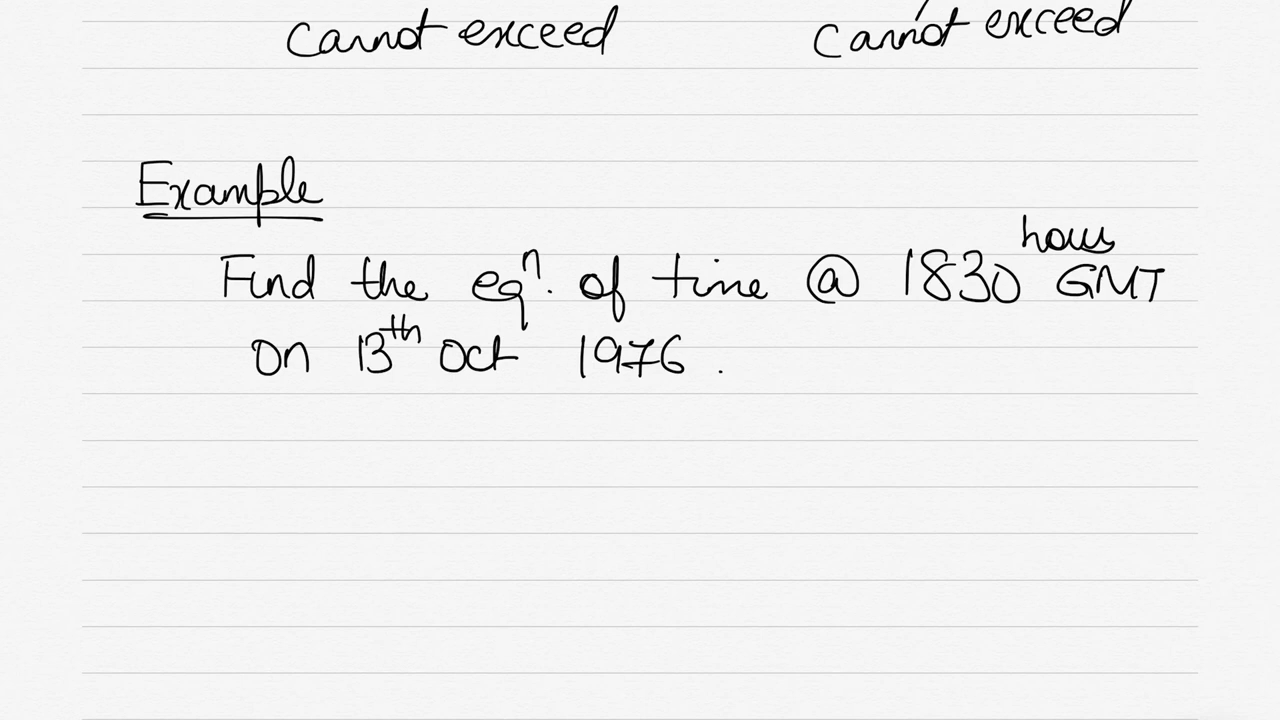 cannot exceed cannot exceed
Example
Find the eqⁿ. of time @ 1830 hours GMT
on 13th Oct 1976.